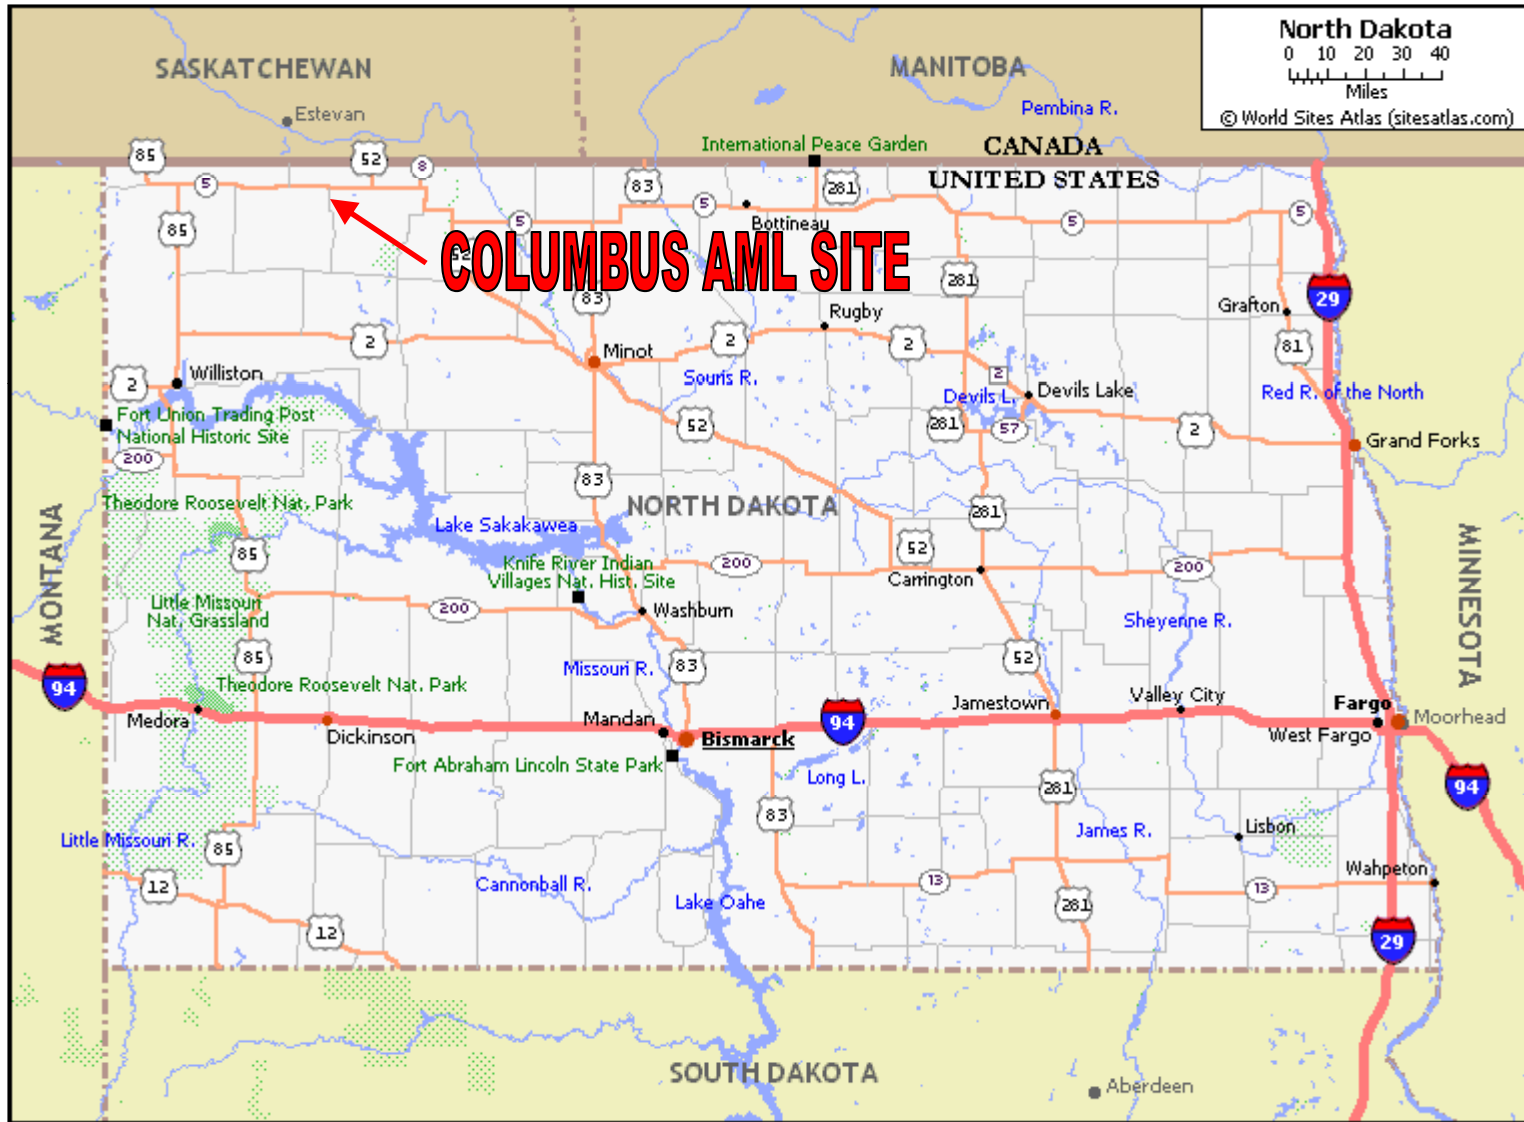 North Dakota
0 10 20 30 40
Miles
© World Sites Atlas (sitesatlas.com)
SASKATCHEWAN
MANITOBA
Pembina R.
Estevan
International Peace Garden
CANADA
UNITED STATES
85
52
8
5
83
281
5
5
5
5
85
Bottineau
52
COLUMBUS AML SITE
83
281
29
Grafton
Rugby
2
2
2
81
Minot
Williston
2
Souris R.
2
Devils L.
Devils Lake
Red R. of the North
Fort Union Trading Post
National Historic Site
52
281
57
2
Grand Forks
200
83
Theodore Roosevelt Nat. Park
NORTH DAKOTA
281
MONTANA
MINNESOTA
Lake Sakakawea
85
52
Knife River Indian
Villages Nat. Hist. Site
200
Carrington
200
Little Missouri
Nat. Grassland
200
Washburn
Sheyenne R.
85
Missouri R.
83
52
94
Theodore Roosevelt Nat. Park
Medora
Dickinson
Mandan
Bismarck
94
Jamestown
Valley City
Fargo
West Fargo
Moorhead
Fort Abraham Lincoln State Park
Long L.
281
94
83
Little Missouri R.
85
James R.
Lisbon
12
Cannonball R.
13
13
Wahpeton
Lake Oahe
281
12
29
SOUTH DAKOTA
Aberdeen